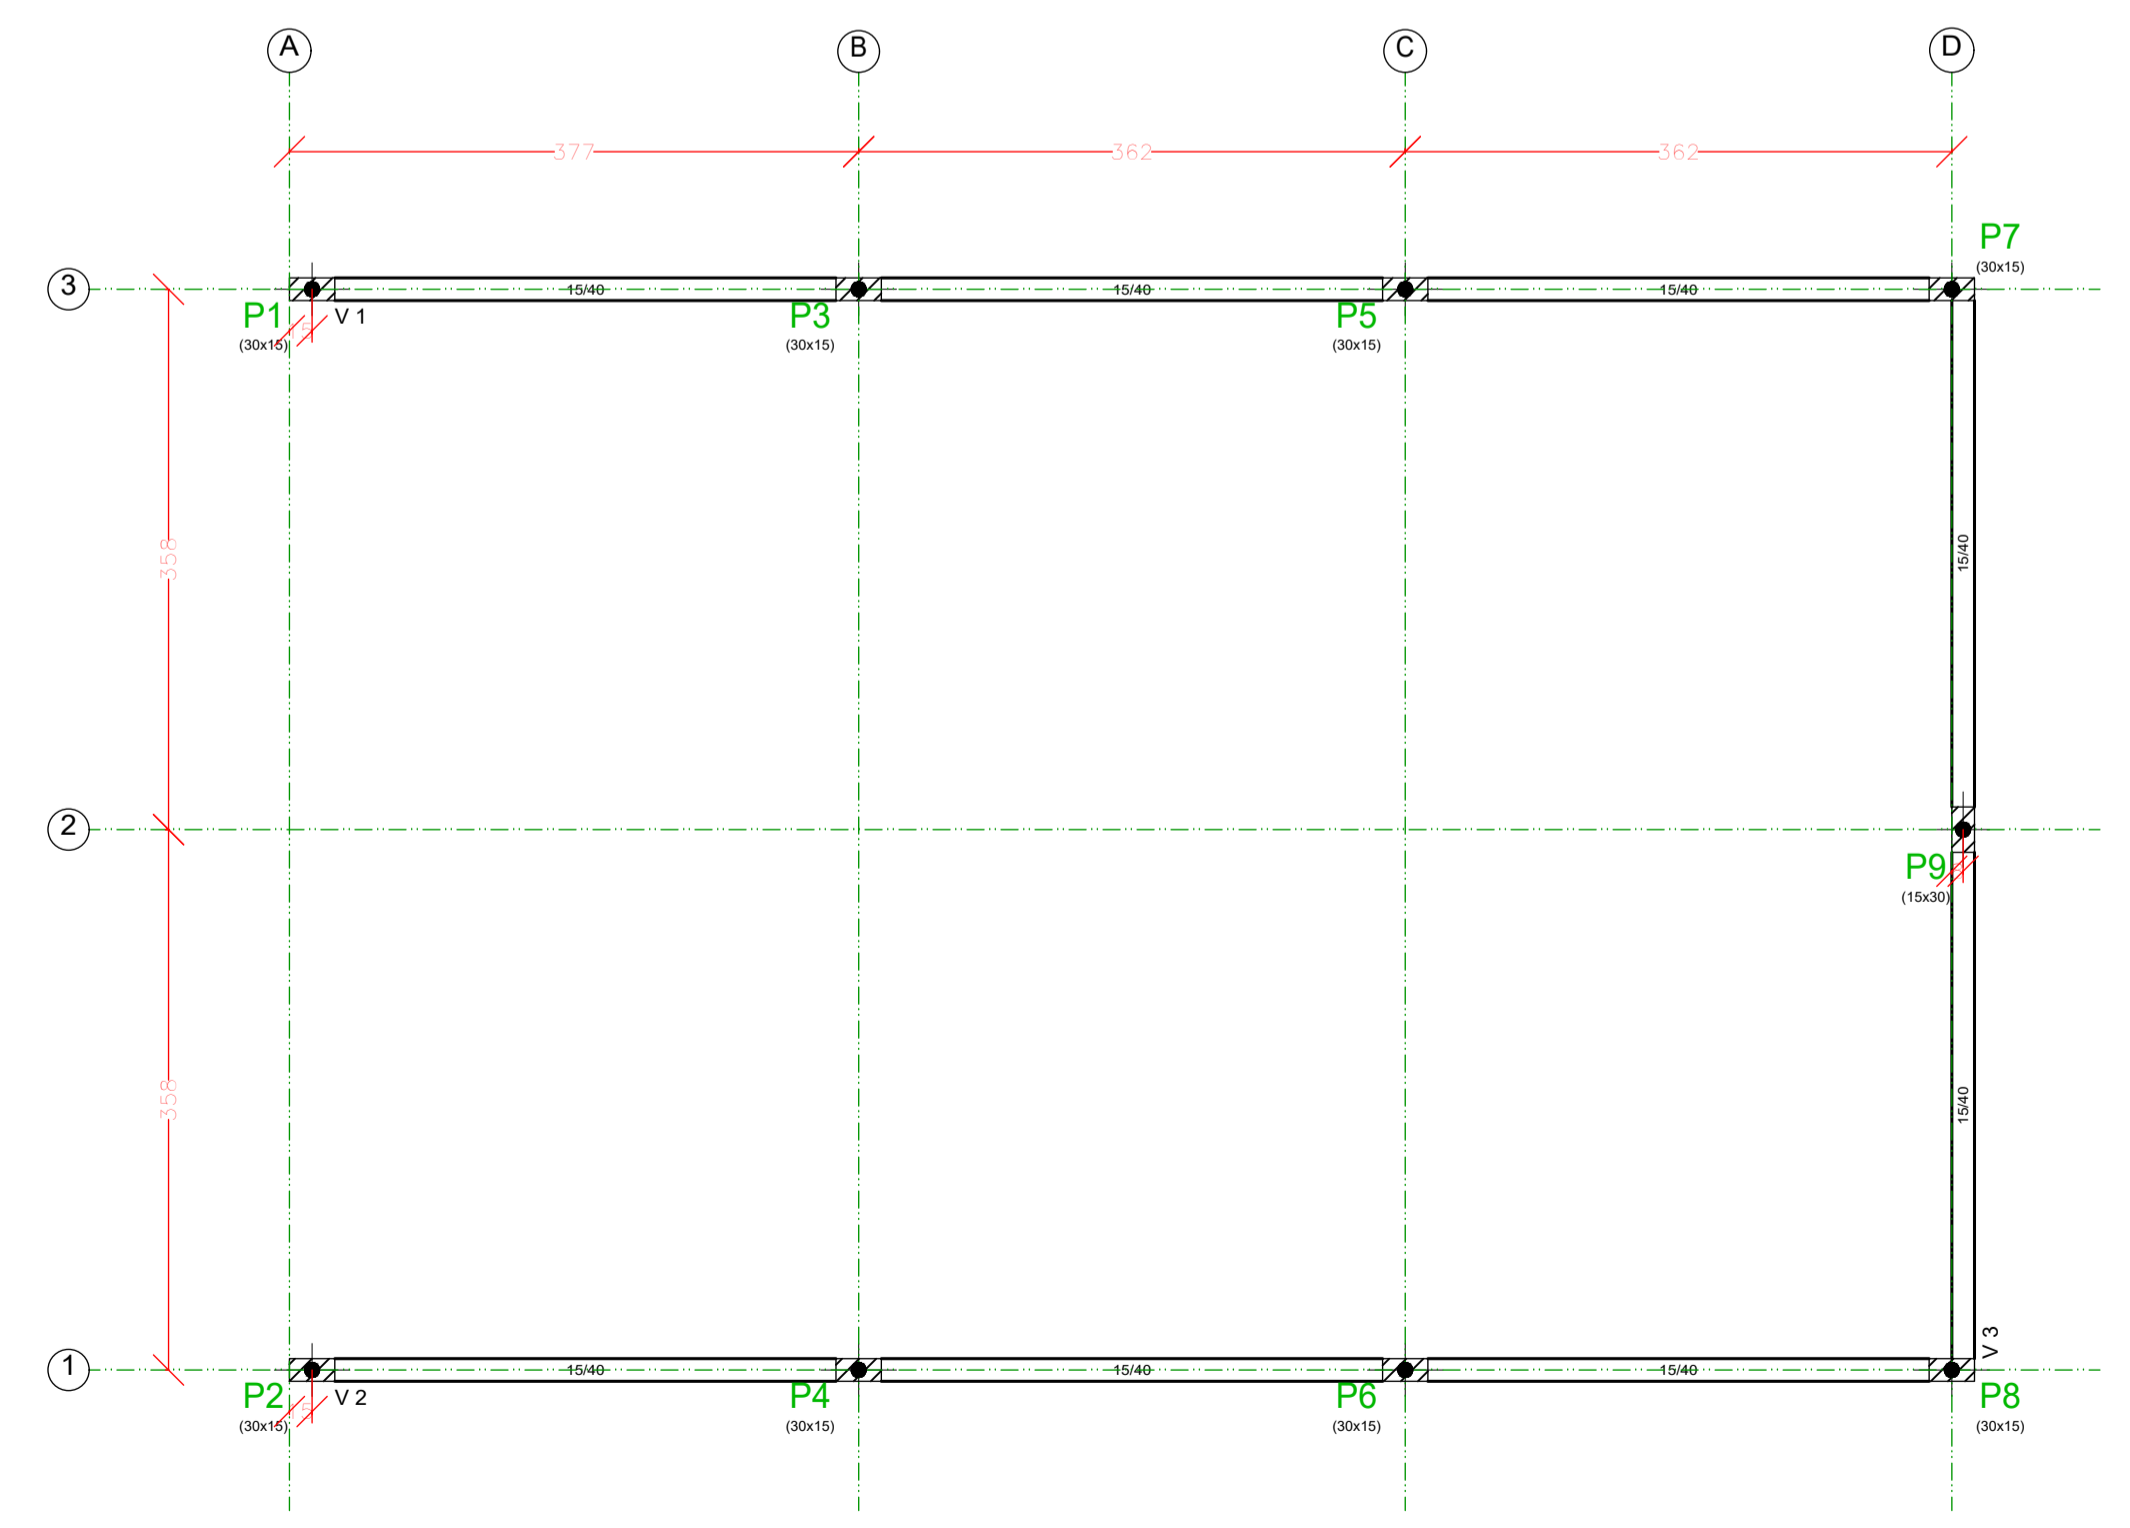 A B C D
377 362 362
P7
(30x15)
3
15/40 15/40 15/40
P1 V 1 P3 P5
(30x15) (30x15) (30x15)
358
15/40
2
P9
(15x30)
358
15/40
V 3
1
15/40 15/40 15/40
P2 V 2 P4 P6 P8
(30x15) (30x15) (30x15) (30x15)